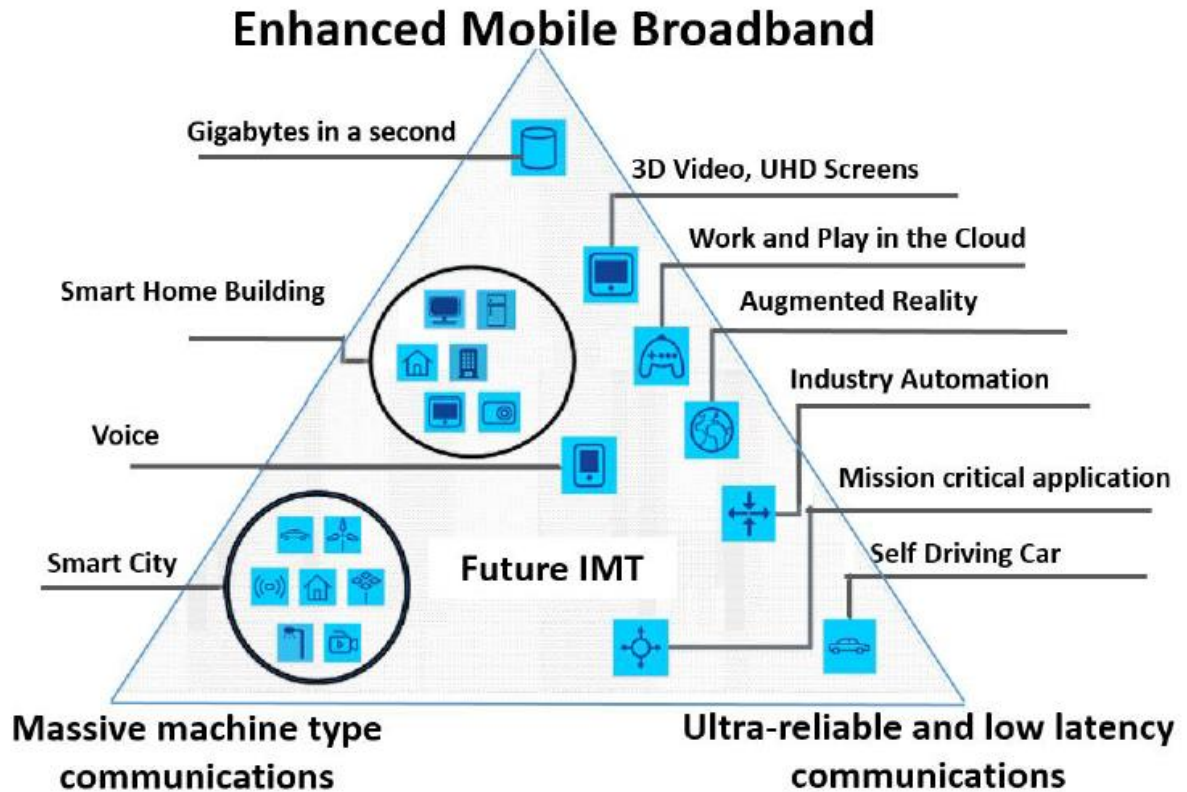 Enhanced Mobile Broadband
Gigabytes in a second
3D Video, UHD Screens
Work and Play in the Cloud
Smart Home Building
Augmented Reality
Industry Automation
Voice
Mission critical application
Smart City
Self Driving Car
Future IMT
Massive machine type
communications
Ultra-reliable and low latency
communications